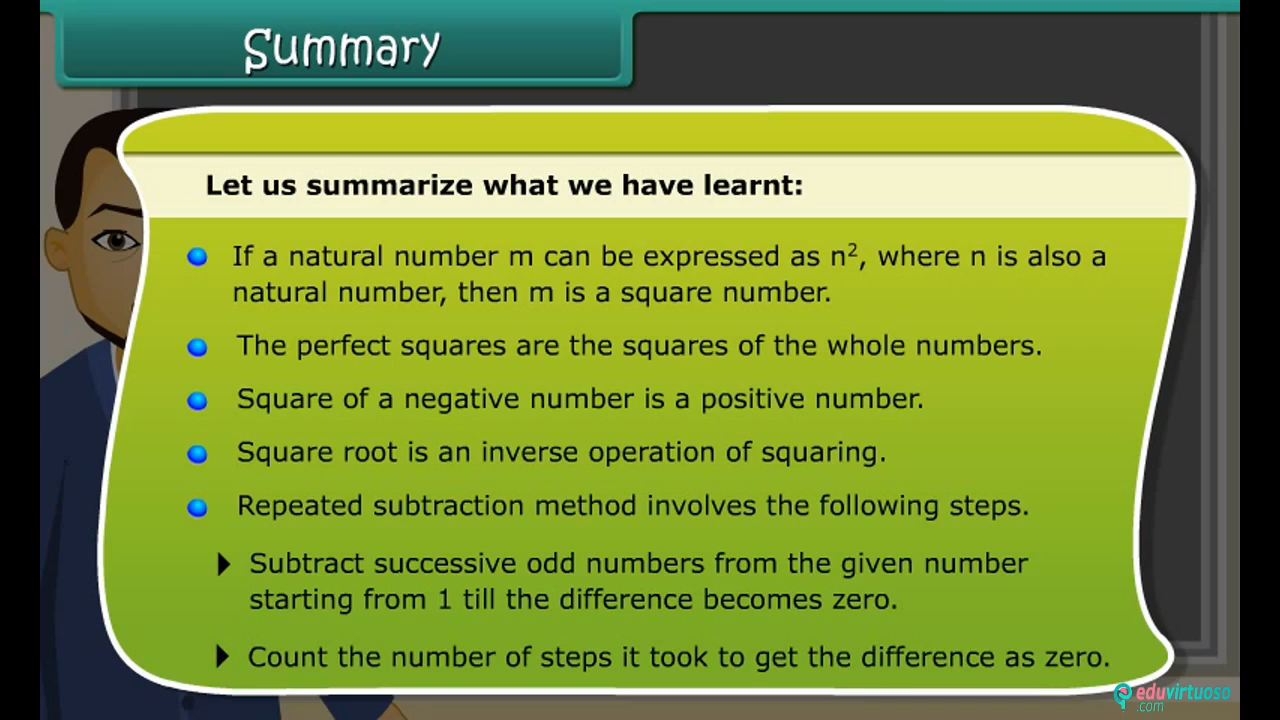 Summary
Let us summarize what we have learnt:
If a natural number m can be expressed as n², where n is also a
natural number, then m is a square number.
The perfect squares are the squares of the whole numbers.
Square of a negative number is a positive number.
Square root is an inverse operation of squaring.
Repeated subtraction method involves the following steps.
Subtract successive odd numbers from the given number
starting from 1 till the difference becomes zero.
Count the number of steps it took to get the difference as zero.
eduvirtuoso
.com